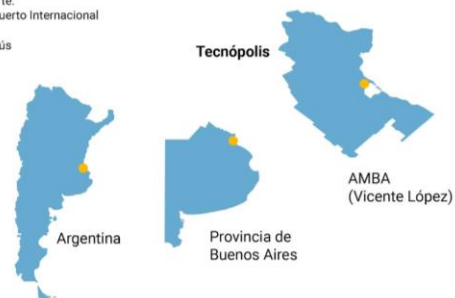 uerto Internacional
Tecnópolis
AMBA
(Vicente López)
Argentina
Provincia de
Buenos Aires